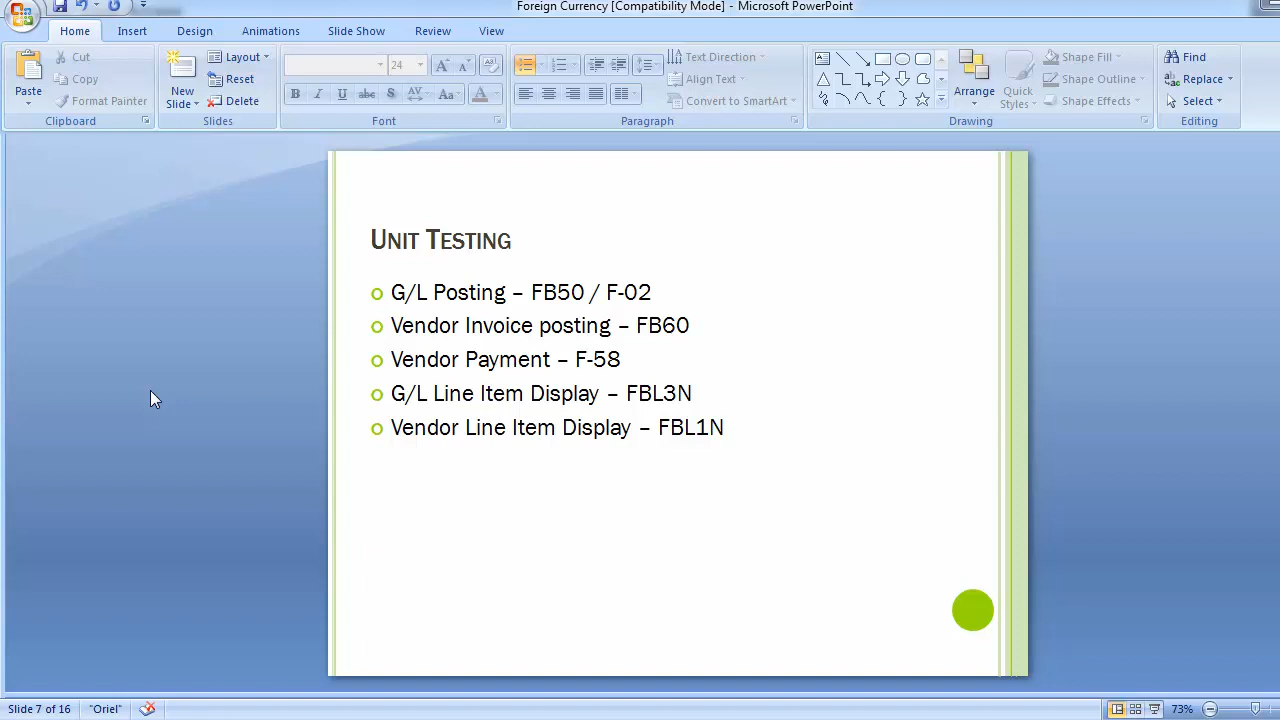 Foreign Currency [Compatibility Mode] - Microsoft PowerPoint
Home Insert Design Animations Slide Show Review View
Paste
Cut
Copy
Format Painter
Clipboard
New Slide
Layout
Reset
Delete
Slides
24
B I U abc S AV Aa A
Font
Text Direction
Align Text
Convert to SmartArt
Paragraph
Arrange
Quick Styles
Shape Fill
Shape Outline
Shape Effects
Drawing
Find
Replace
Select
Editing
UNIT TESTING
G/L Posting – FB50 / F-02
Vendor Invoice posting – FB60
Vendor Payment – F-58
G/L Line Item Display – FBL3N
Vendor Line Item Display – FBL1N
Slide 7 of 16 "Oriel" 73%